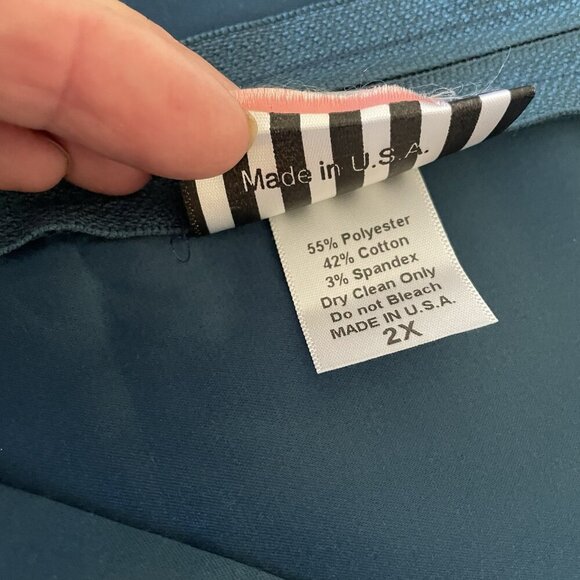 Made in U.S.A.
55% Polyester
42% Cotton
3% Spandex
Dry Clean Only
Do not Bleach
MADE IN U.S.A.
2X